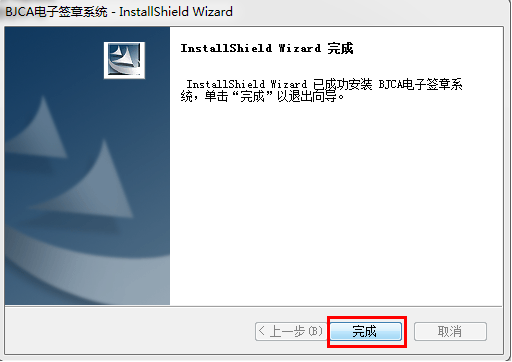 BJCA电子签章系统 - InstallShield Wizard
InstallShield Wizard 完成
InstallShield Wizard 已成功安装 BJCA电子签章系
统，单击“完成”以退出向导。
< 上一步(B)
完成
取消